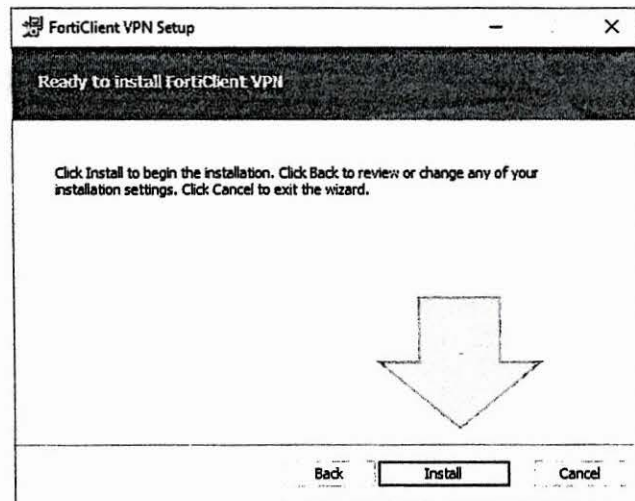 FortiClient VPN Setup
Ready to install FortiClient VPN
Click Install to begin the installation. Click Back to review or change any of your
installation settings. Click Cancel to exit the wizard.
Back Install Cancel